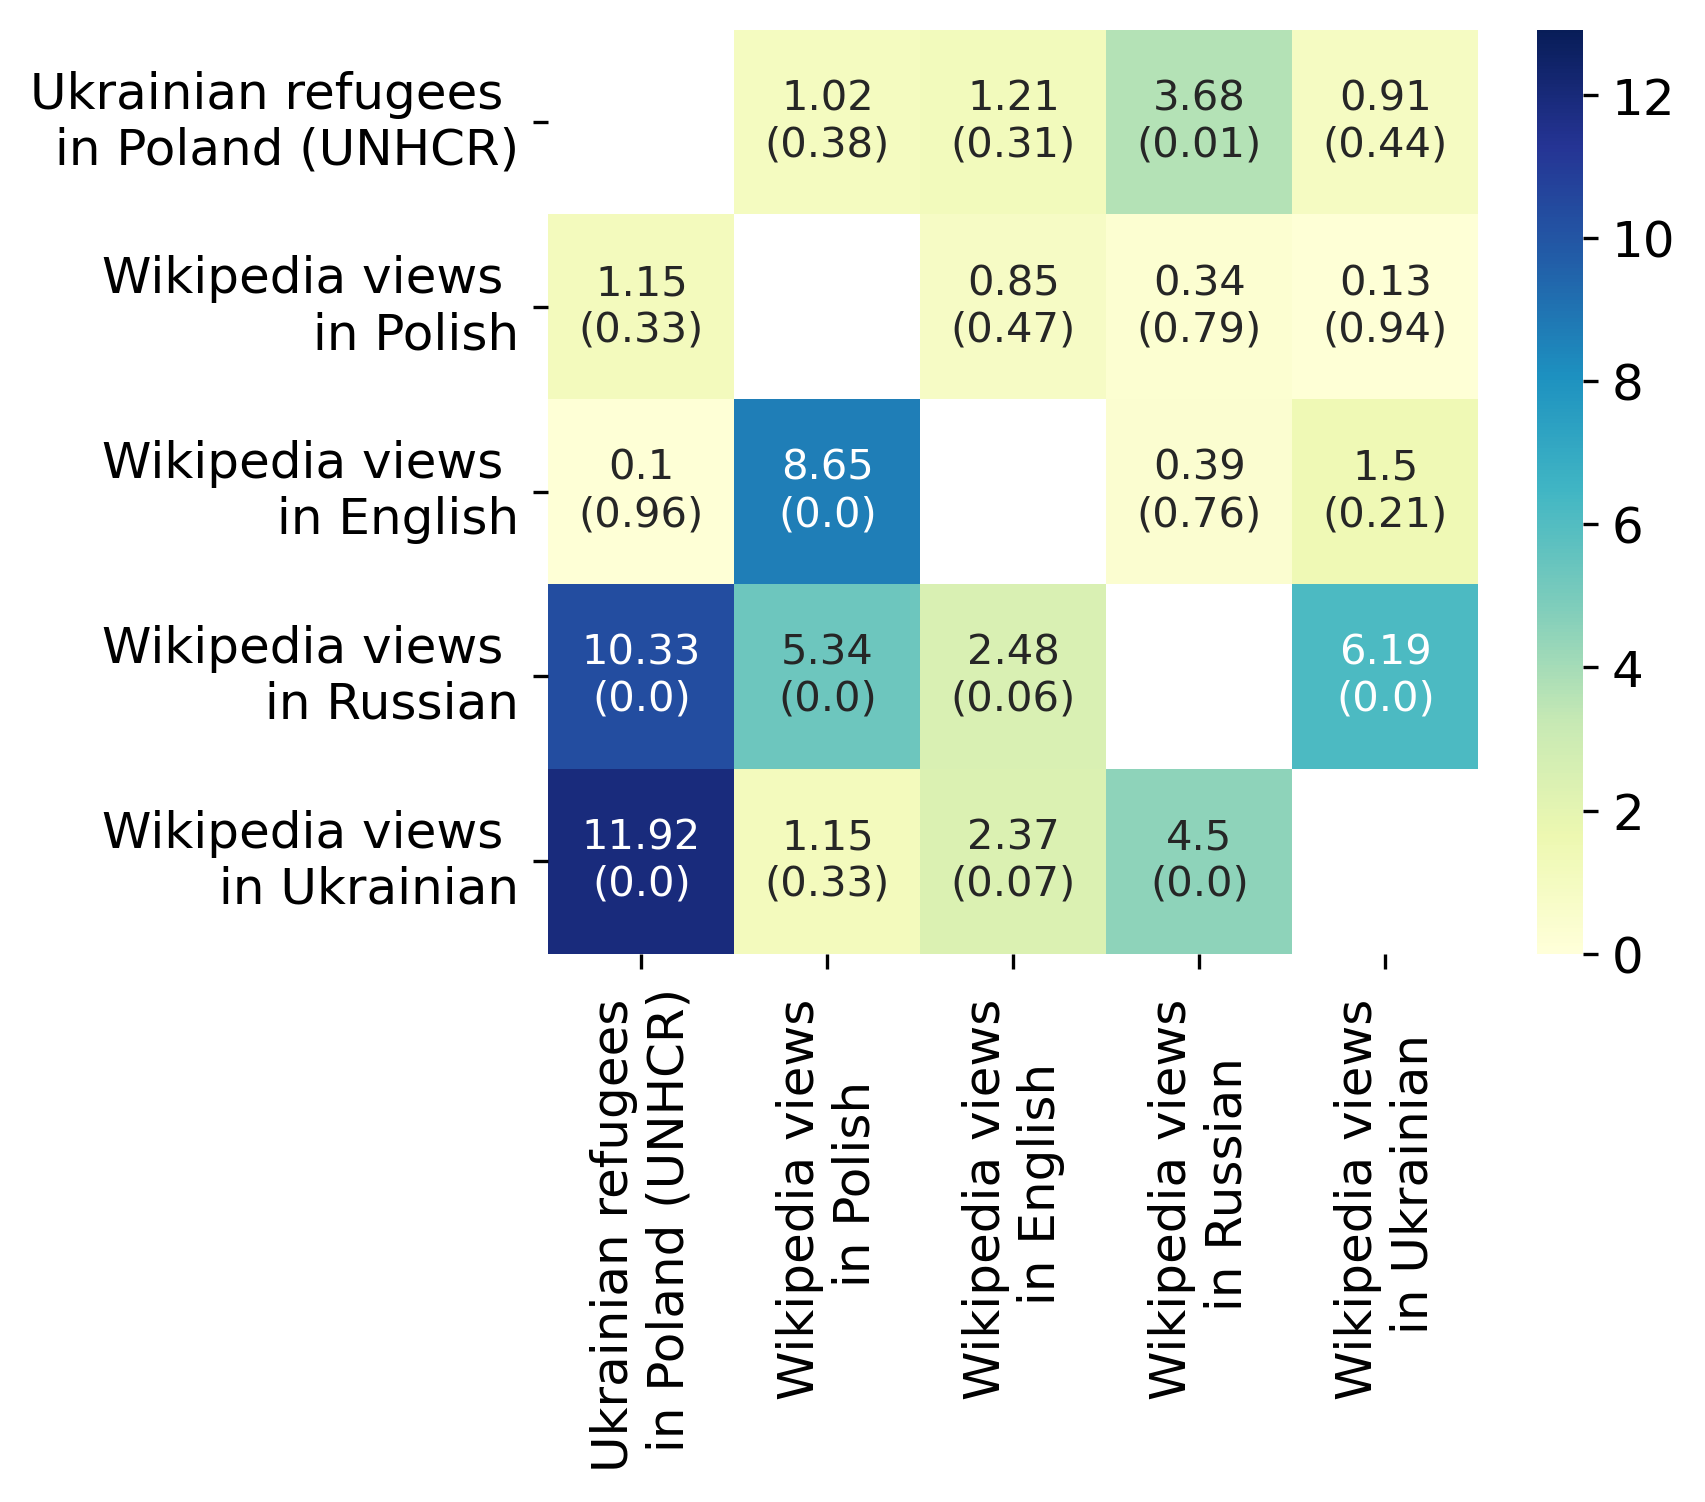 Ukrainian refugees
in Poland (UNHCR)
1.02
(0.38)
1.21
(0.31)
3.68
(0.01)
0.91
(0.44)
Wikipedia views
in Polish
1.15
(0.33)
0.85
(0.47)
0.34
(0.79)
0.13
(0.94)
Wikipedia views
in English
0.1
(0.96)
8.65
(0.0)
0.39
(0.76)
1.5
(0.21)
Wikipedia views
in Russian
10.33
(0.0)
5.34
(0.0)
2.48
(0.06)
6.19
(0.0)
Wikipedia views
in Ukrainian
11.92
(0.0)
1.15
(0.33)
2.37
(0.07)
4.5
(0.0)
Ukrainian refugees
in Poland (UNHCR)
Wikipedia views
in Polish
Wikipedia views
in English
Wikipedia views
in Russian
Wikipedia views
in Ukrainian
12
10
8
6
4
2
0